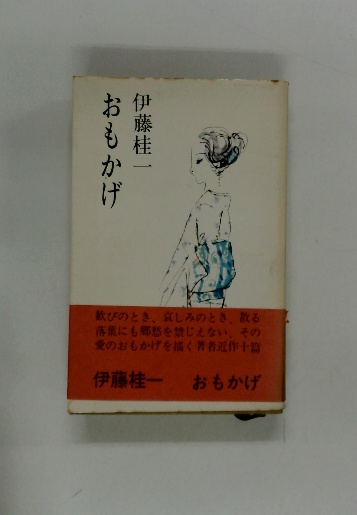 伊藤桂一
おもかげ
歓びのとき、哀しみのとき、散る
落葉にも郷愁を禁じえない、その
愛のおもかげを描く著者近作十篇
伊藤桂一 おもかげ